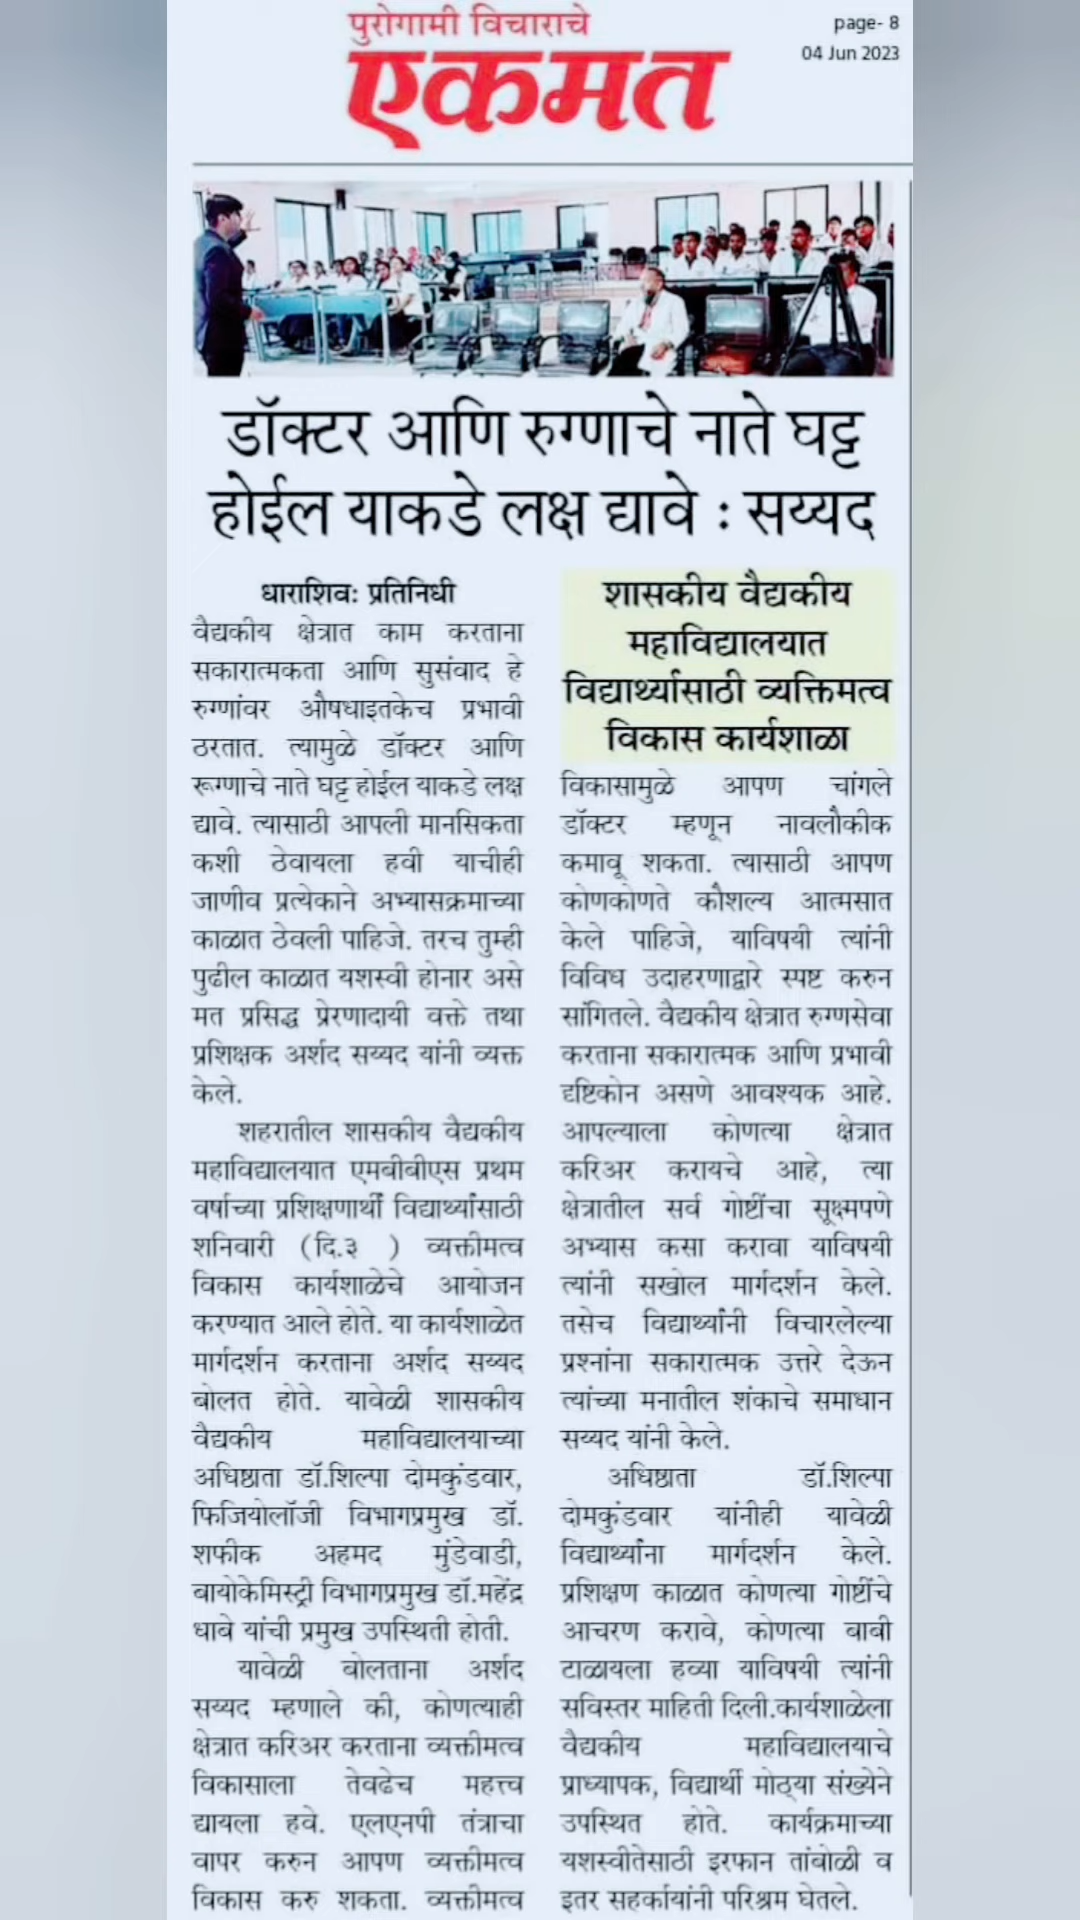 पुरोगामी विचाराचे
एकमत
page- 8
04 Jun 2023
डॉक्टर आणि रुग्णाचे नाते घट्ट
होईल याकडे लक्ष द्यावे : सय्यद
धाराशिवः प्रतिनिधी
वैद्यकीय क्षेत्रात काम करताना
सकारात्मकता आणि सुसंवाद हे
रुग्णांवर औषधाइतकेच प्रभावी
ठरतात. त्यामुळे डॉक्टर आणि
रूग्णाचे नाते घट्ट होईल याकडे लक्ष
द्यावे. त्यासाठी आपली मानसिकता
कशी ठेवायला हवी याचीही
जाणीव प्रत्येकाने अभ्यासक्रमाच्या
काळात ठेवली पाहिजे. तरच तुम्ही
पुढील काळात यशस्वी होनार असे
मत प्रसिद्ध प्रेरणादायी वक्ते तथा
प्रशिक्षक अर्शद सय्यद यांनी व्यक्त
केले.
शहरातील शासकीय वैद्यकीय
महाविद्यालयात एमबीबीएस प्रथम
वर्षाच्या प्रशिक्षणार्थी विद्यार्थ्यांसाठी
शनिवारी (दि.३ ) व्यक्तीमत्व
विकास कार्यशाळेचे आयोजन
करण्यात आले होते. या कार्यशाळेत
मार्गदर्शन करताना अर्शद सय्यद
बोलत होते. यावेळी शासकीय
वैद्यकीय महाविद्यालयाच्या
अधिष्ठाता डॉ.शिल्पा दोमकुंडवार,
फिजियोलॉजी विभागप्रमुख डॉ.
शफीक अहमद मुंडेवाडी,
बायोकेमिस्ट्री विभागप्रमुख डॉ.महेंद्र
धाबे यांची प्रमुख उपस्थिती होती.
यावेळी बोलताना अर्शद
सय्यद म्हणाले की, कोणत्याही
क्षेत्रात करिअर करताना व्यक्तीमत्व
विकासाला तेवढेच महत्त्व
द्यायला हवे. एलएनपी तंत्राचा
वापर करुन आपण व्यक्तीमत्व
विकास करु शकता. व्यक्तीमत्व
शासकीय वैद्यकीय
महाविद्यालयात
विद्यार्थ्यांसाठी व्यक्तिमत्व
विकास कार्यशाळा
विकासामुळे आपण चांगले
डॉक्टर म्हणून नावलौकीक
कमावू शकता. त्यासाठी आपण
कोणकोणते कौशल्य आत्मसात
केले पाहिजे, याविषयी त्यांनी
विविध उदाहरणाद्वारे स्पष्ट करुन
सांगितले. वैद्यकीय क्षेत्रात रुग्णसेवा
करताना सकारात्मक आणि प्रभावी
दृष्टिकोन असणे आवश्यक आहे.
आपल्याला कोणत्या क्षेत्रात
करिअर करायचे आहे, त्या
क्षेत्रातील सर्व गोष्टींचा सूक्ष्मपणे
अभ्यास कसा करावा याविषयी
त्यांनी सखोल मार्गदर्शन केले.
तसेच विद्यार्थ्यांनी विचारलेल्या
प्रश्नांना सकारात्मक उत्तरे देऊन
त्यांच्या मनातील शंकाचे समाधान
सय्यद यांनी केले.
अधिष्ठाता डॉ.शिल्पा
दोमकुंडवार यांनीही यावेळी
विद्यार्थ्यांना मार्गदर्शन केले.
प्रशिक्षण काळात कोणत्या गोष्टींचे
आचरण करावे, कोणत्या बाबी
टाळायला हव्या याविषयी त्यांनी
सविस्तर माहिती दिली.कार्यशाळेला
वैद्यकीय महाविद्यालयाचे
प्राध्यापक, विद्यार्थी मोठ्या संख्येने
उपस्थित होते. कार्यक्रमाच्या
यशस्वीतेसाठी इरफान तांबोळी व
इतर सहर्कायांनी परिश्रम घेतले.